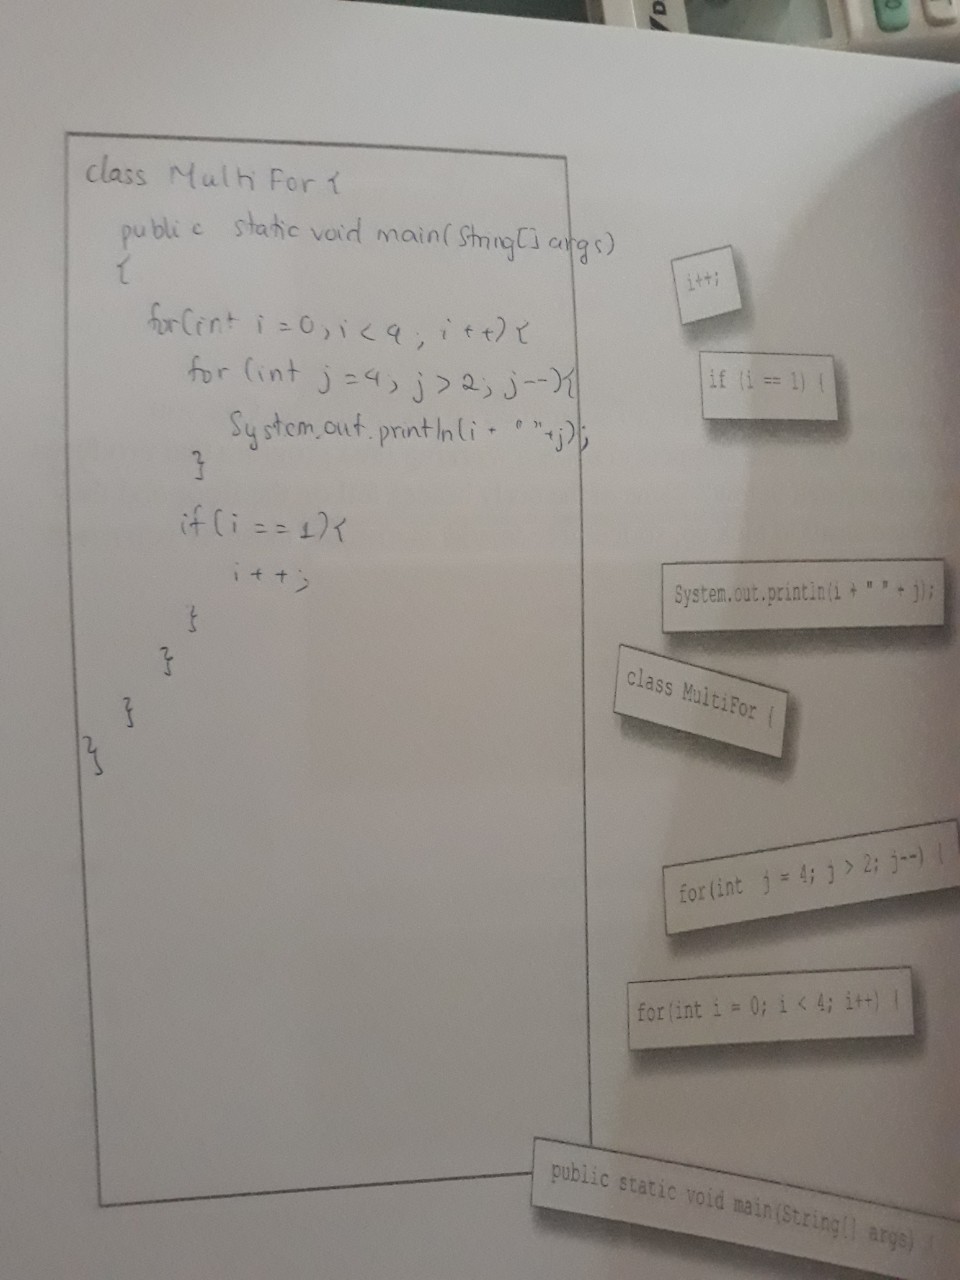 class MultiFor {
public static void main(String[] args)
{
for(int i = 0; i < 4; i++){
for (int j = 4; j > 2; j--){
System.out.println(i + " "+j);
}
if(i == 1){
i++;
}
}
}
}
i++;
if (i == 1) {
System.out.println(i + " " + j);
class MultiFor {
for(int j = 4; j > 2; j--) {
for(int i = 0; i < 4; i++) {
public static void main(String[] args) {